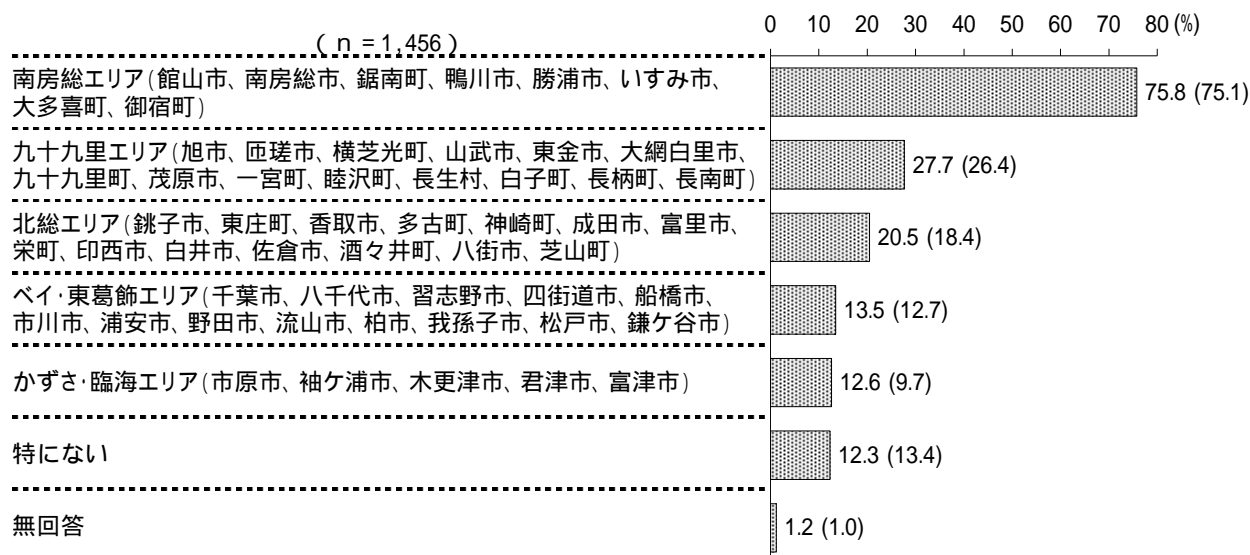 0 10 20 30 40 50 60 70 80 (%)
(n=1,456)
南房総エリア(館山市、南房総市、鋸南町、鴨川市、勝浦市、いすみ市、
大多喜町、御宿町)
75.8 (75.1)
九十九里エリア(旭市、匝瑳市、横芝光町、山武市、東金市、大網白里市、
九十九里町、茂原市、一宮町、睦沢町、長生村、白子町、長柄町、長南町)
27.7 (26.4)
北総エリア(銚子市、東庄町、香取市、多古町、神崎町、成田市、富里市、
栄町、印西市、白井市、佐倉市、酒々井町、八街市、芝山町)
20.5 (18.4)
ベイ・東葛飾エリア(千葉市、八千代市、習志野市、四街道市、船橋市、
市川市、浦安市、野田市、流山市、柏市、我孫子市、松戸市、鎌ケ谷市)
13.5 (12.7)
かずさ・臨海エリア(市原市、袖ケ浦市、木更津市、君津市、富津市)
12.6 (9.7)
特にない
12.3 (13.4)
無回答
1.2 (1.0)